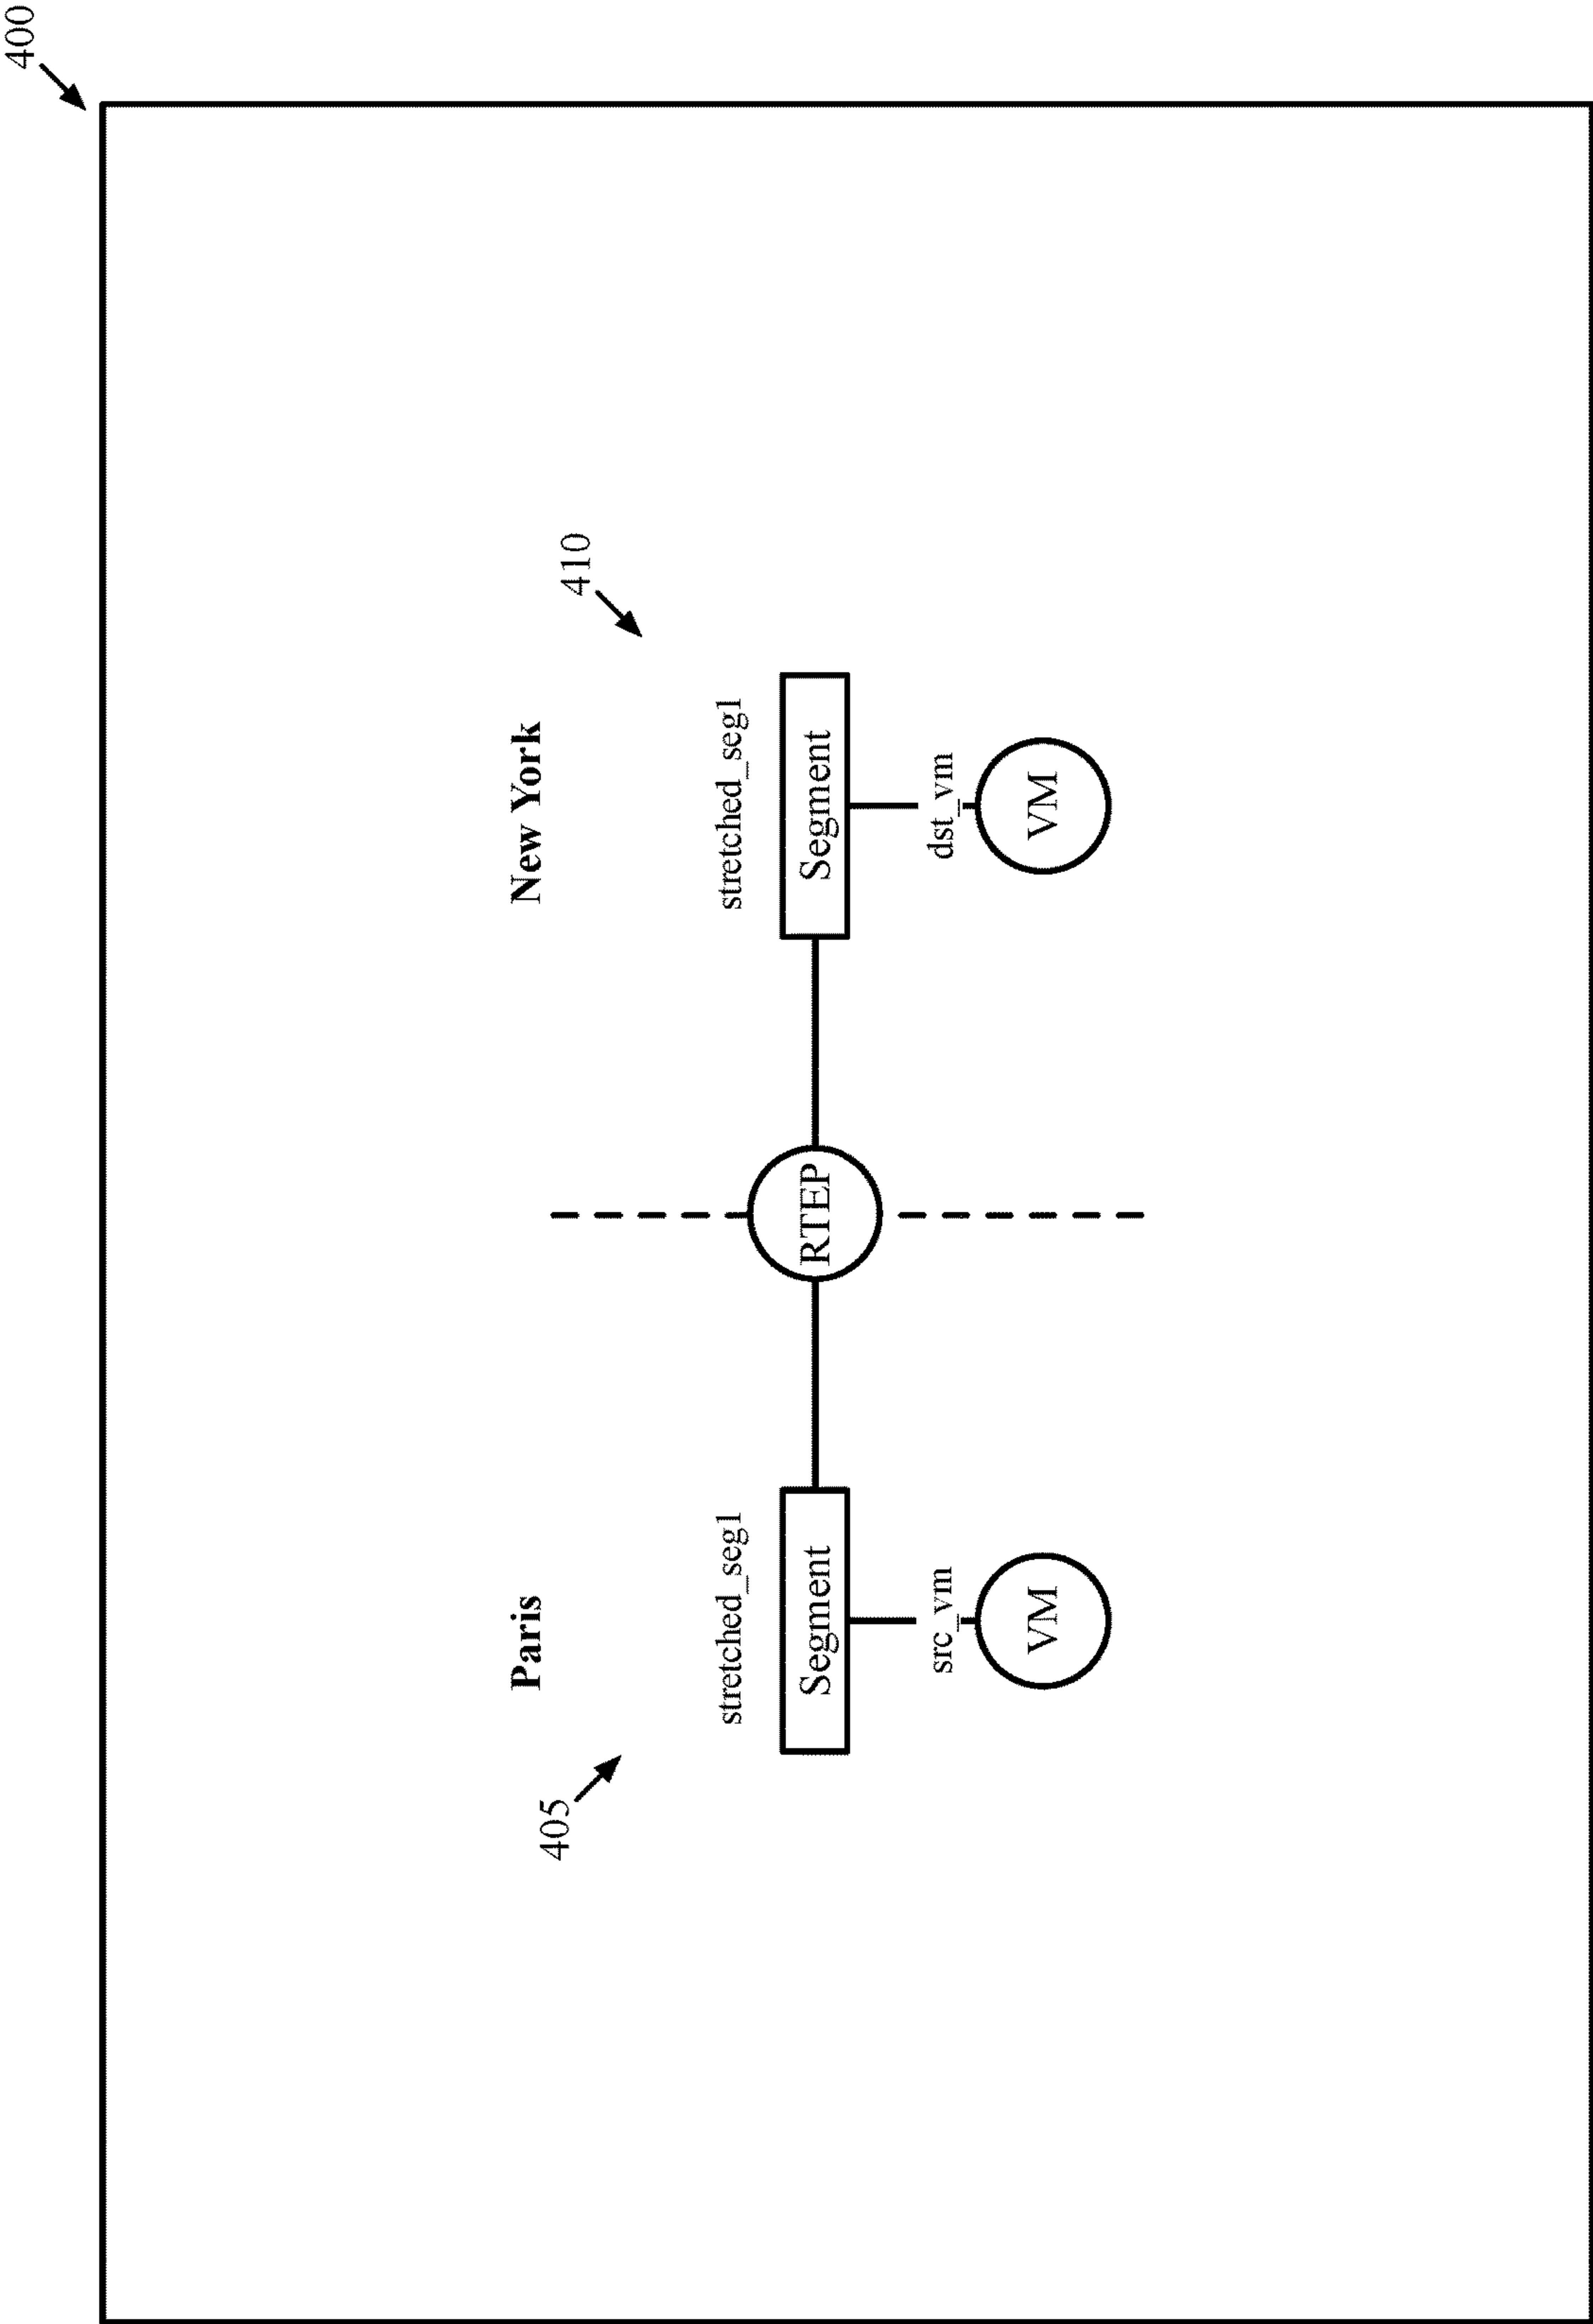 400
Paris
New York
405
410
stretched_seg1
stretched_seg1
Segment
RTEP
Segment
src_vm
dst_vm
VM
VM